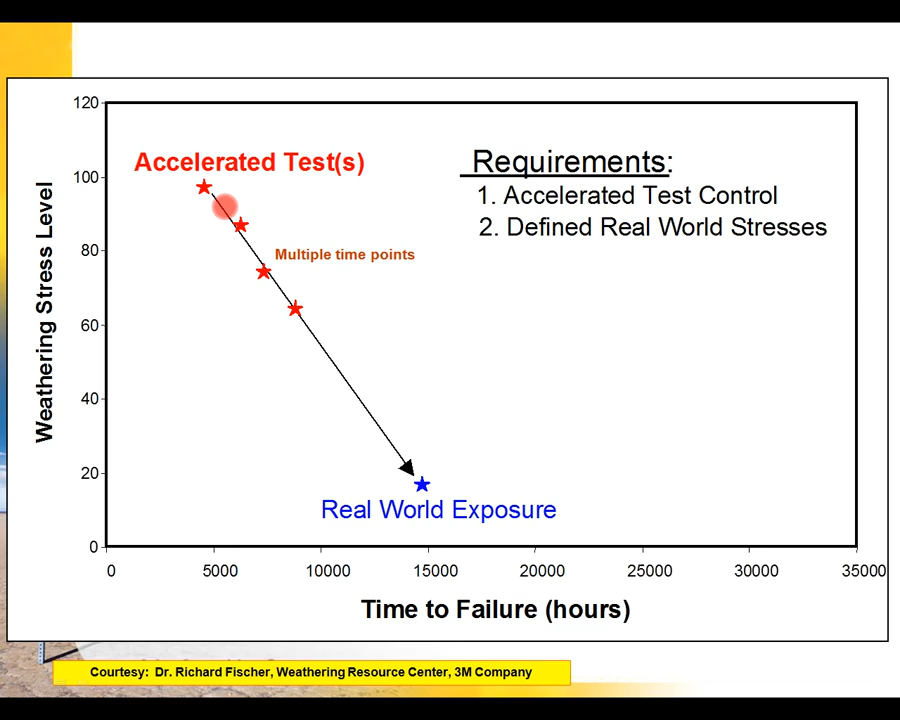 120
100
80
60
40
20
0
Weathering Stress Level
Accelerated Test(s)
Multiple time points
Real World Exposure
Requirements:
1. Accelerated Test Control
2. Defined Real World Stresses
0 5000 10000 15000 20000 25000 30000 35000
Time to Failure (hours)
Courtesy: Dr. Richard Fischer, Weathering Resource Center, 3M Company